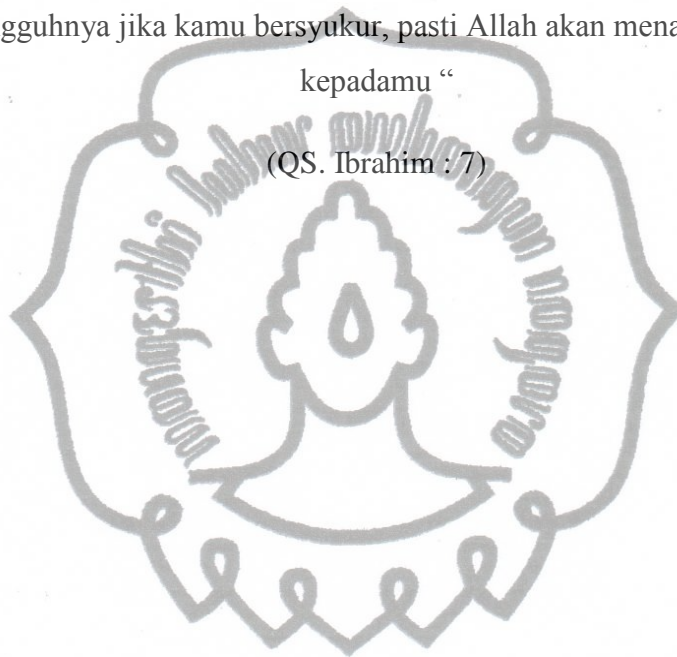 gguhnya jika kamu bersyukur, pasti Allah akan mena
kepadamu “
(QS. Ibrahim : 7)